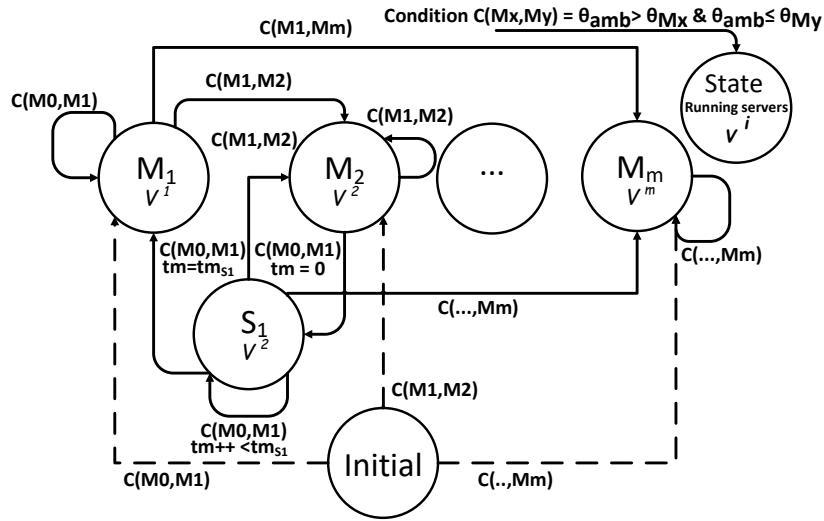 Condition C(Mx,My) = θamb> θMx & θamb≤ θMy
C(M1,Mm)
State
Running servers
V i
C(M0,M1)
C(M1,M2)
C(M1,M2)
C(M1,M2)
M1
V 1
M2
V 2
...
Mm
V m
C(M0,M1)
tm=tmS1
C(M0,M1)
tm = 0
C(...,Mm)
C(...,Mm)
S1
V 2
C(M1,M2)
C(M0,M1)
tm++ <tmS1
Initial
C(M0,M1)
C(..,Mm)